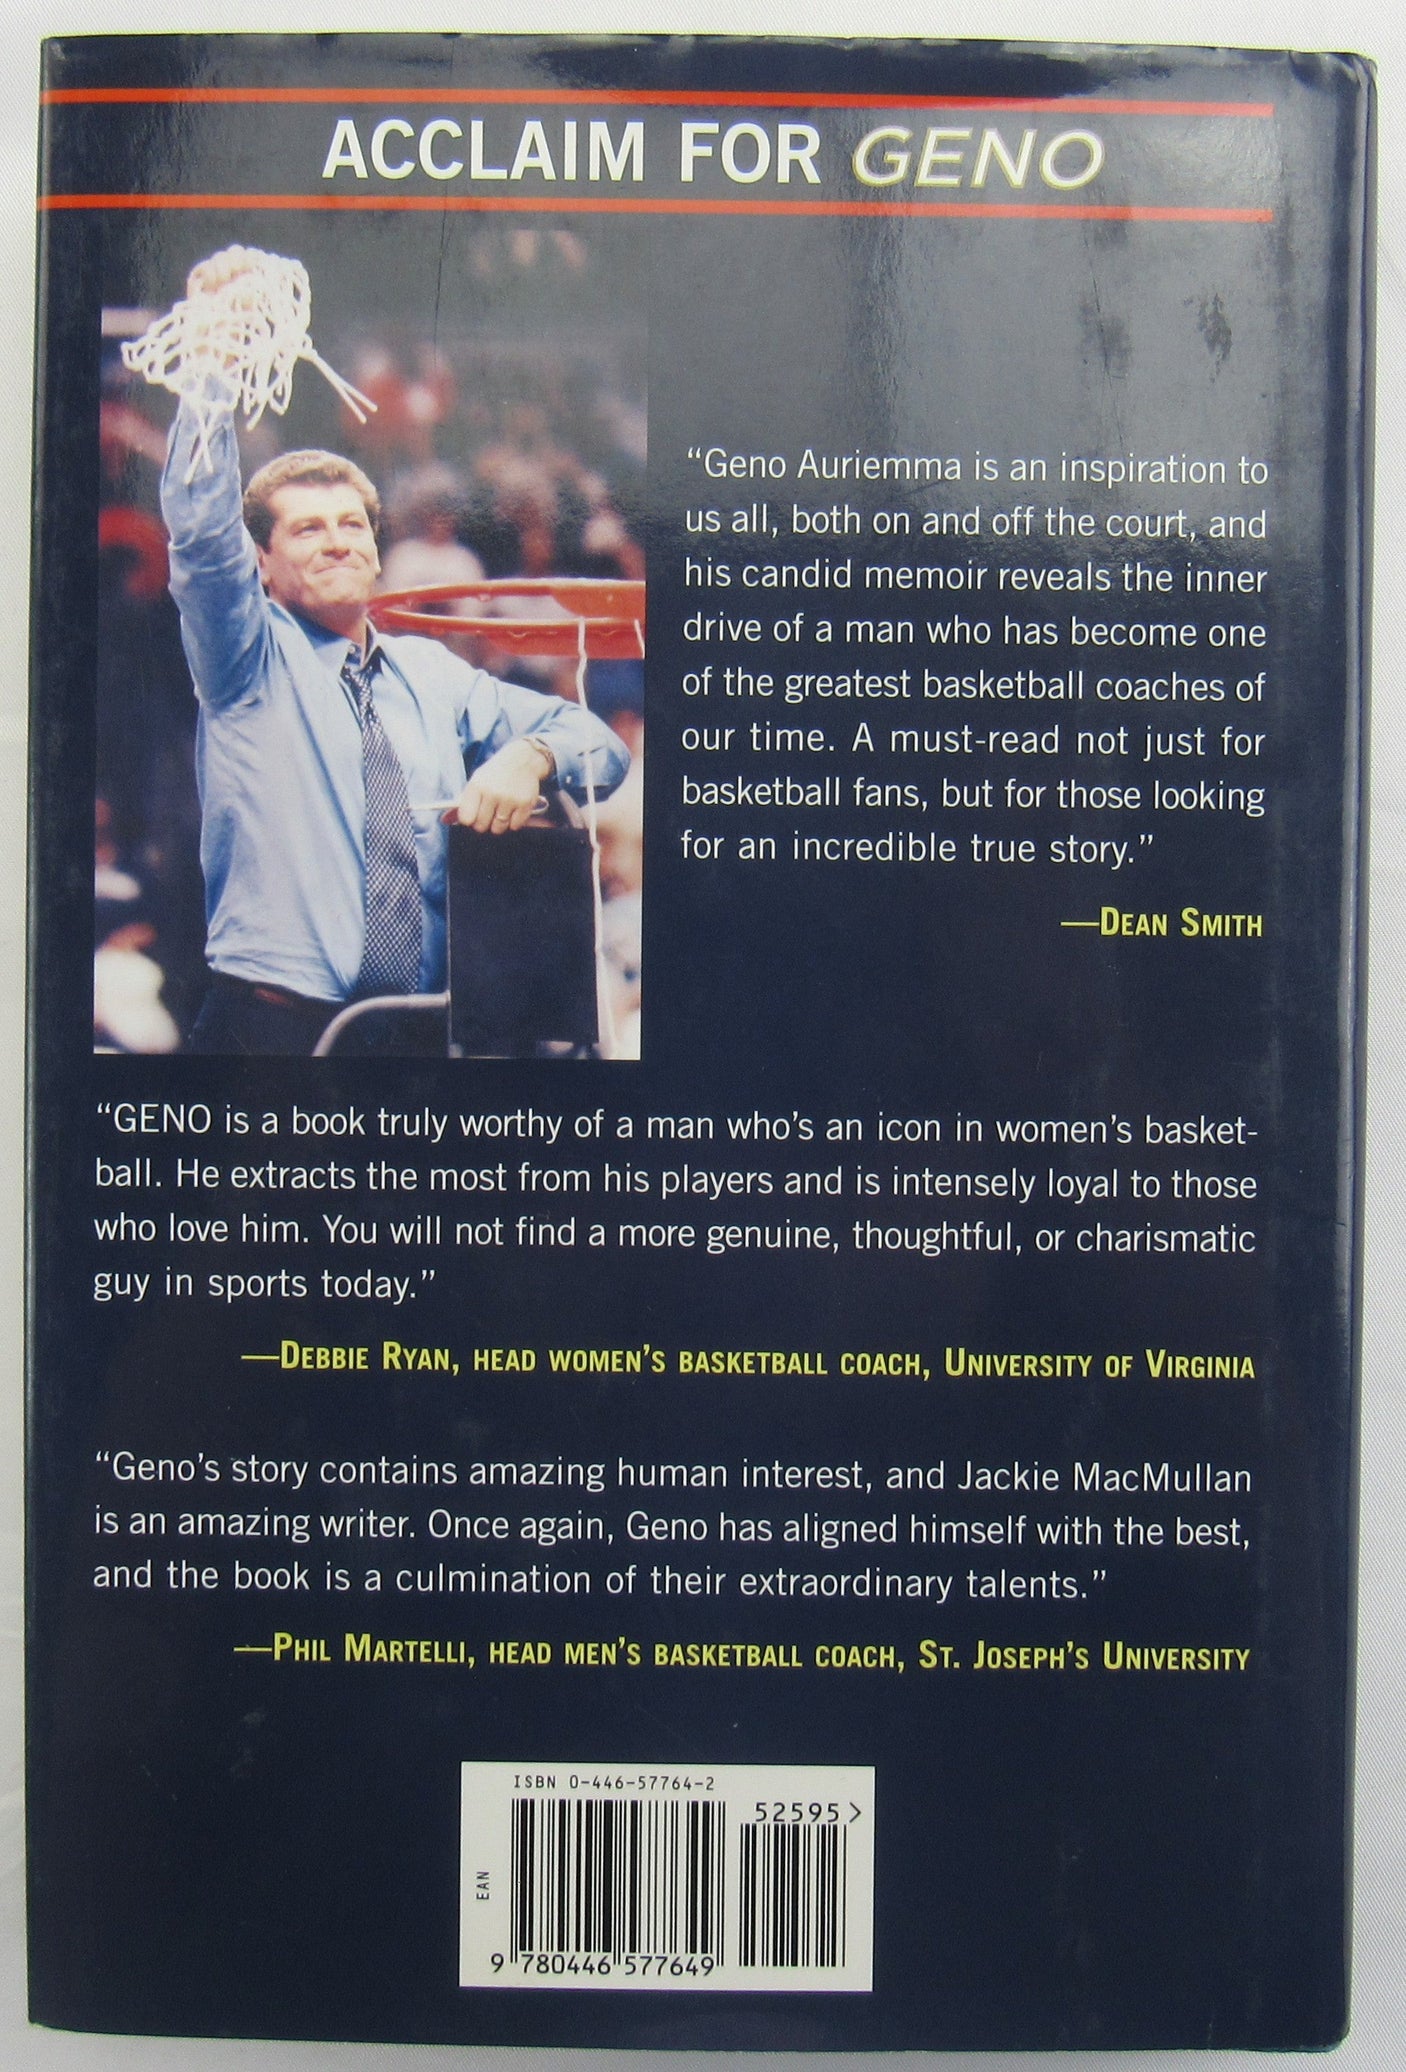 ACCLAIM FOR GENO
“Geno Auriemma is an inspiration to
us all, both on and off the court, and
his candid memoir reveals the inner
drive of a man who has become one
of the greatest basketball coaches of
our time. A must-read not just for
basketball fans, but for those looking
for an incredible true story.”
—DEAN SMITH
“GENO is a book truly worthy of a man who’s an icon in women’s basket-
ball. He extracts the most from his players and is intensely loyal to those
who love him. You will not find a more genuine, thoughtful, or charismatic
guy in sports today.”
—DEBBIE RYAN, HEAD WOMEN’S BASKETBALL COACH, UNIVERSITY OF VIRGINIA
“Geno’s story contains amazing human interest, and Jackie MacMullan
is an amazing writer. Once again, Geno has aligned himself with the best,
and the book is a culmination of their extraordinary talents.”
—PHIL MARTELLI, HEAD MEN’S BASKETBALL COACH, ST. JOSEPH’S UNIVERSITY
ISBN 0-446-57764-2
52595>
EAN
9 780446 577649